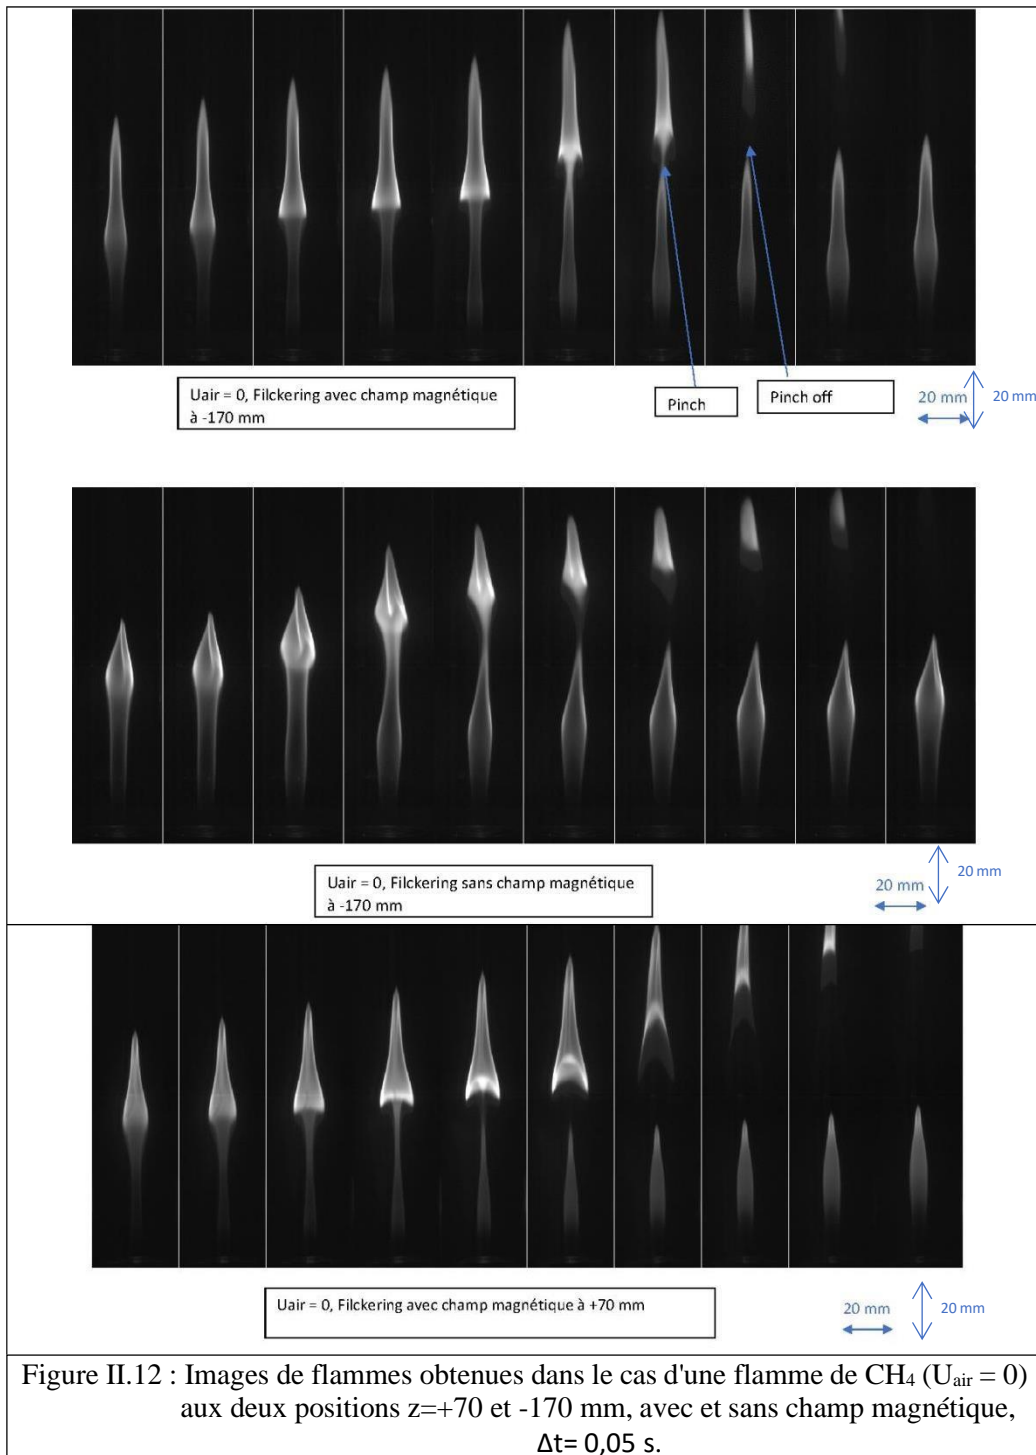 Uair = 0, Filckering avec champ magnétique
à -170 mm
Pinch
Pinch off
20 mm
20 mm
Uair = 0, Filckering sans champ magnétique
à -170 mm
20 mm
20 mm
Uair = 0, Filckering avec champ magnétique à +70 mm
20 mm
20 mm
Figure II.12 : Images de flammes obtenues dans le cas d'une flamme de CH₄ (Uair = 0)
aux deux positions z=+70 et -170 mm, avec et sans champ magnétique,
Δt= 0,05 s.